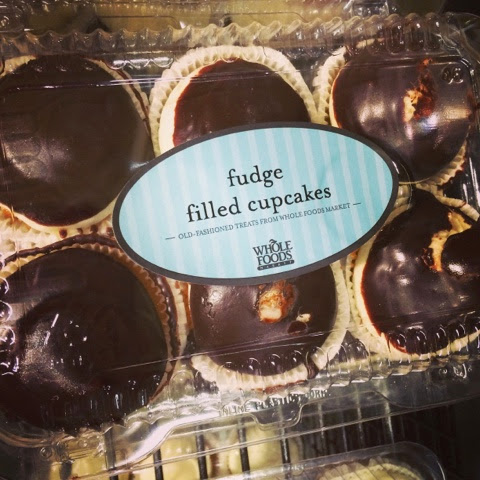 fudge
filled cupcakes
— OLD-FASHIONED TREATS FROM WHOLE FOODS MARKET —
WHOLE
FOODS
MARKET